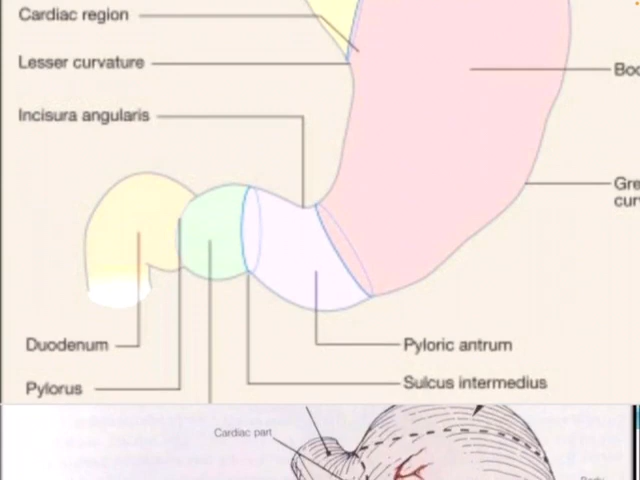 Cardiac region
Lesser curvature
Incisura angularis
Duodenum
Pylorus
Pyloric antrum
Sulcus intermedius
Cardiac part